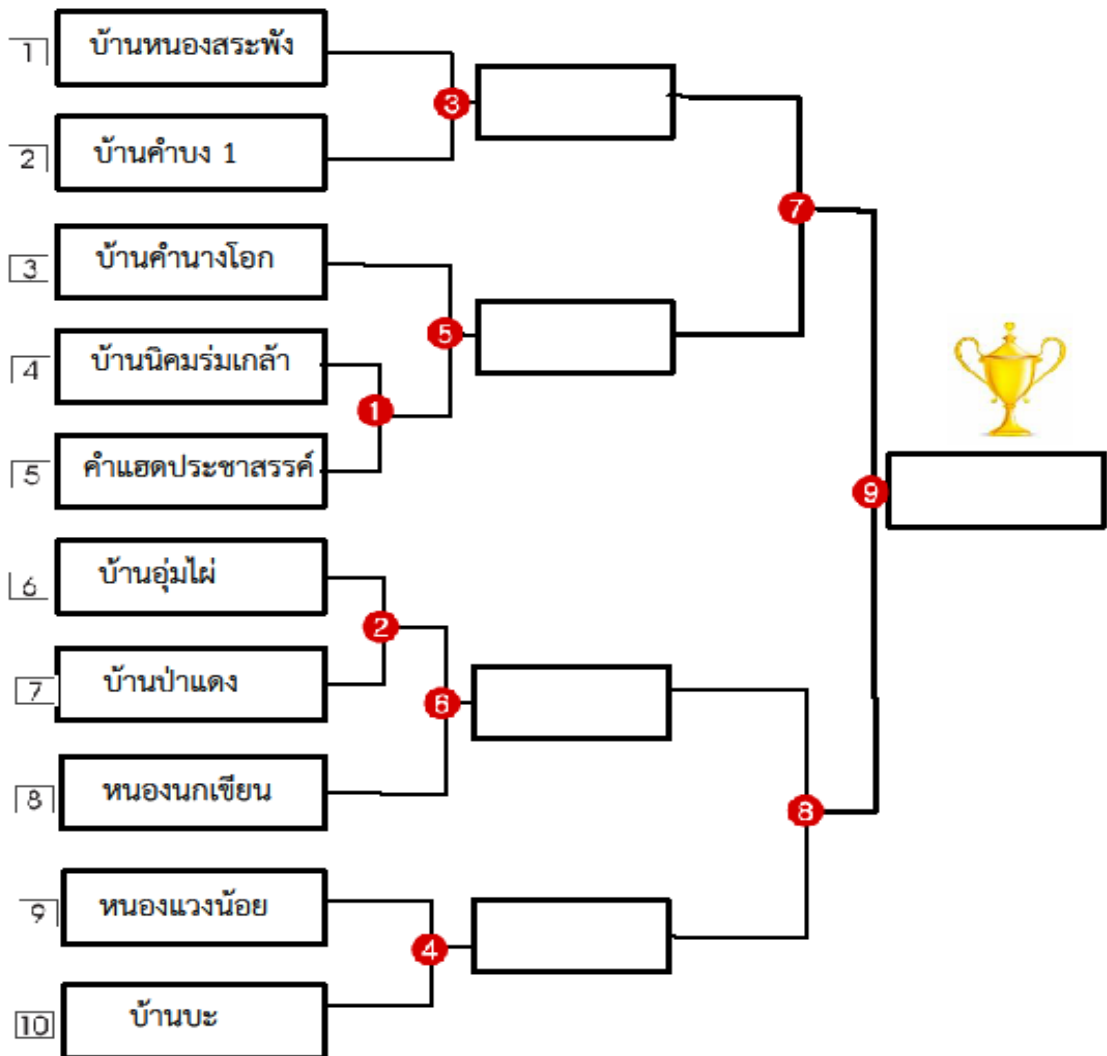 1 บ้านหนองสระพัง
3
2 บ้านคำบง 1
7
3 บ้านคำนางโอก
5
4 บ้านนิคมร่มเกล้า
1
5 คำแฮดประชาสรรค์
9
6 บ้านอุ่มไผ่
2
7 บ้านป่าแดง
6
8 หนองนกเขียน
8
9 หนองแวงน้อย
4
10 บ้านบะ